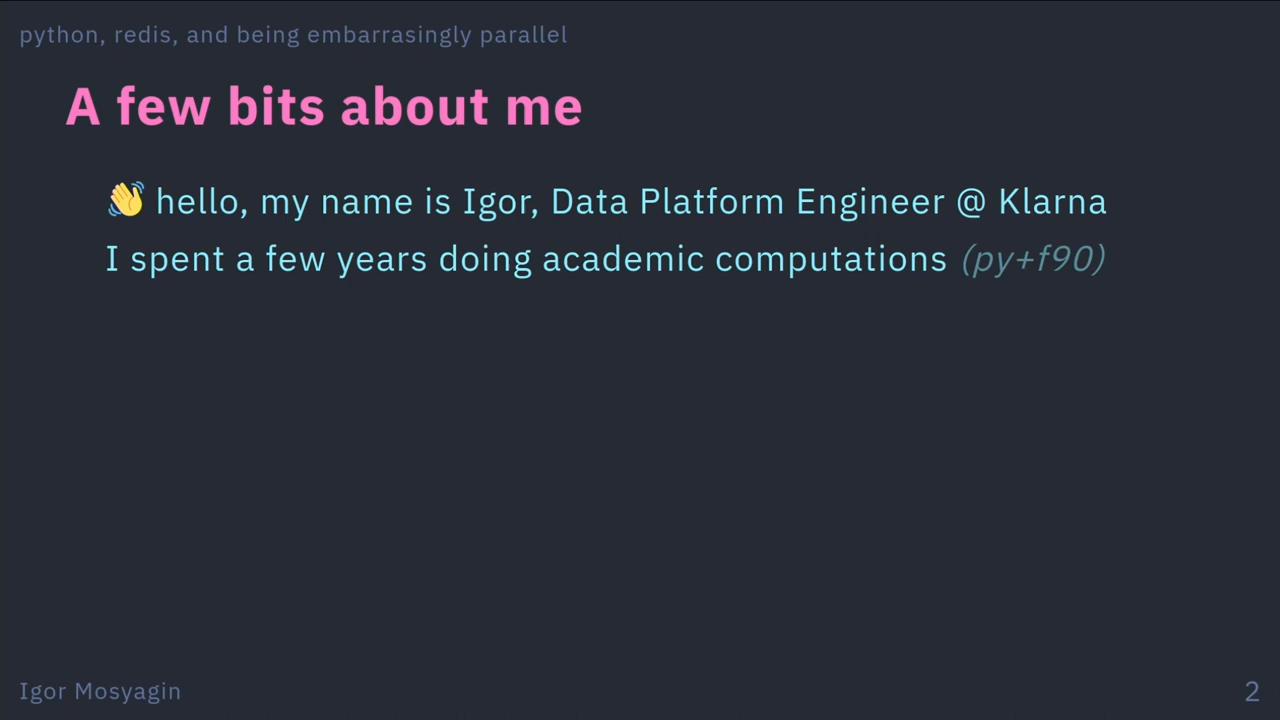 python, redis, and being embarrasingly parallel
A few bits about me
👋 hello, my name is Igor, Data Platform Engineer @ Klarna
I spent a few years doing academic computations (py+f90)
Igor Mosyagin
2